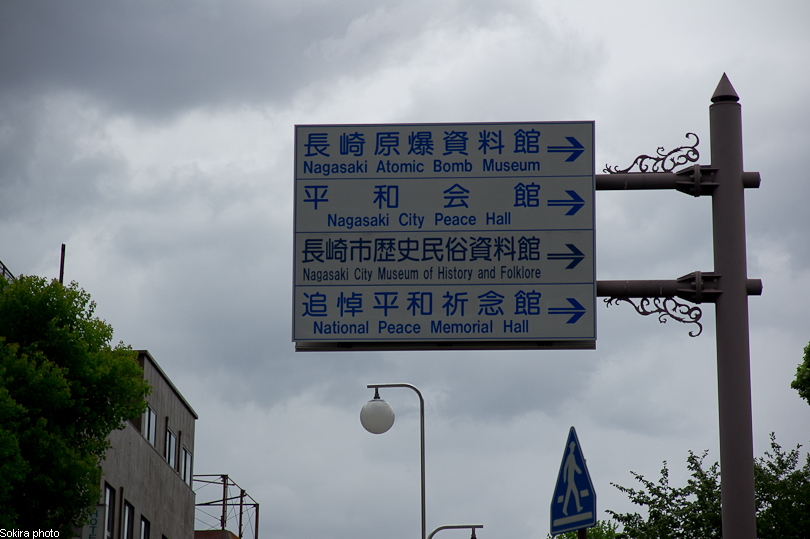 長崎原爆資料館
Nagasaki Atomic Bomb Museum
平和会館
Nagasaki City Peace Hall
長崎市歴史民俗資料館
Nagasaki City Museum of History and Folklore
追悼平和祈念館
National Peace Memorial Hall
Sokira photo